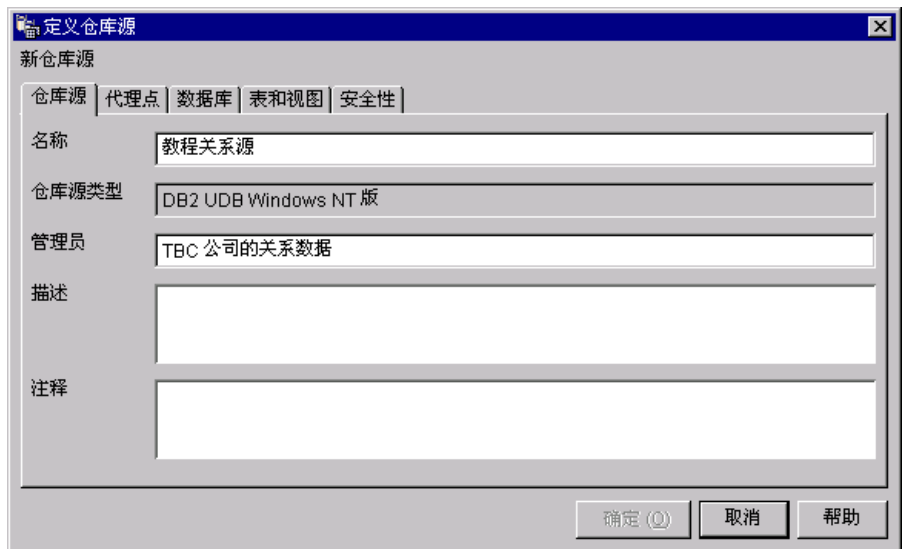 定义仓库源
新仓库源
仓库源 代理点 数据库 表和视图 安全性
名称 教程关系源
仓库源类型 DB2 UDB Windows NT 版
管理员 TBC 公司的关系数据
描述
注释
确定 (O) 取消 帮助